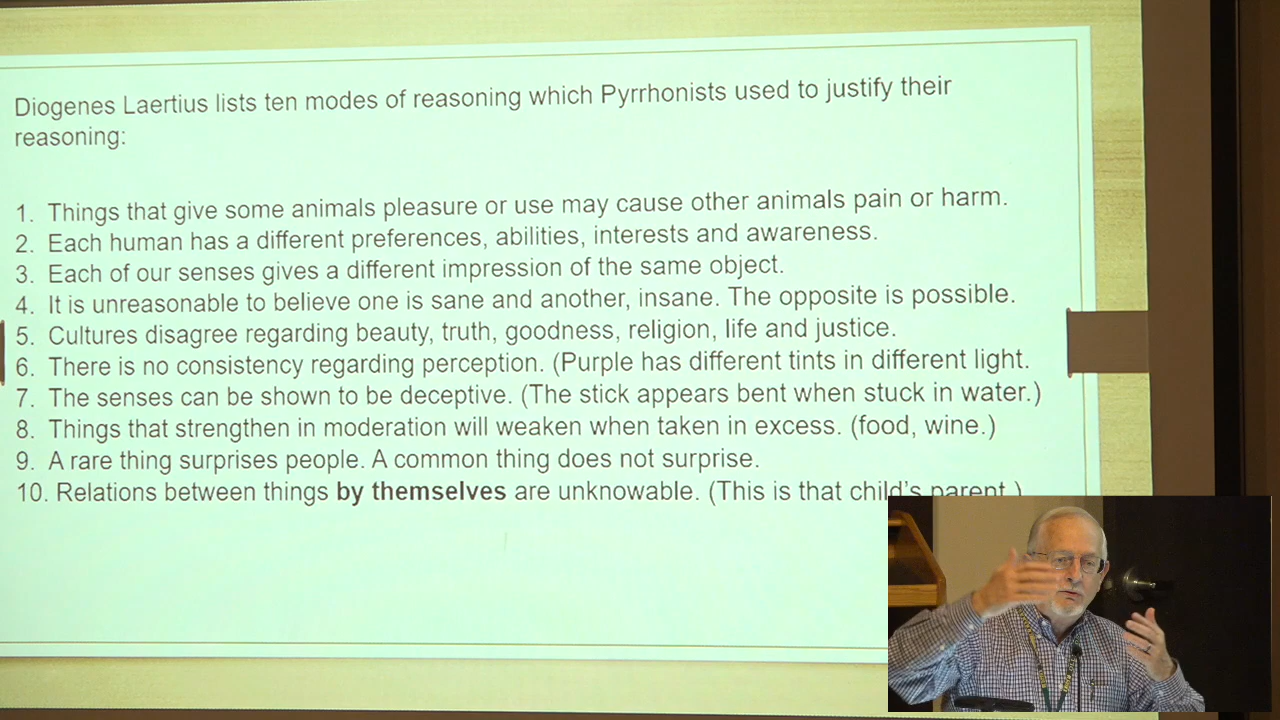 Diogenes Laertius lists ten modes of reasoning which Pyrrhonists used to justify their
reasoning:
1. Things that give some animals pleasure or use may cause other animals pain or harm.
2. Each human has a different preferences, abilities, interests and awareness.
3. Each of our senses gives a different impression of the same object.
4. It is unreasonable to believe one is sane and another, insane. The opposite is possible.
5. Cultures disagree regarding beauty, truth, goodness, religion, life and justice.
6. There is no consistency regarding perception. (Purple has different tints in different light.
7. The senses can be shown to be deceptive. (The stick appears bent when stuck in water.)
8. Things that strengthen in moderation will weaken when taken in excess. (food, wine.)
9. A rare thing surprises people. A common thing does not surprise.
10. Relations between things by themselves are unknowable. (This is that child's parent.)